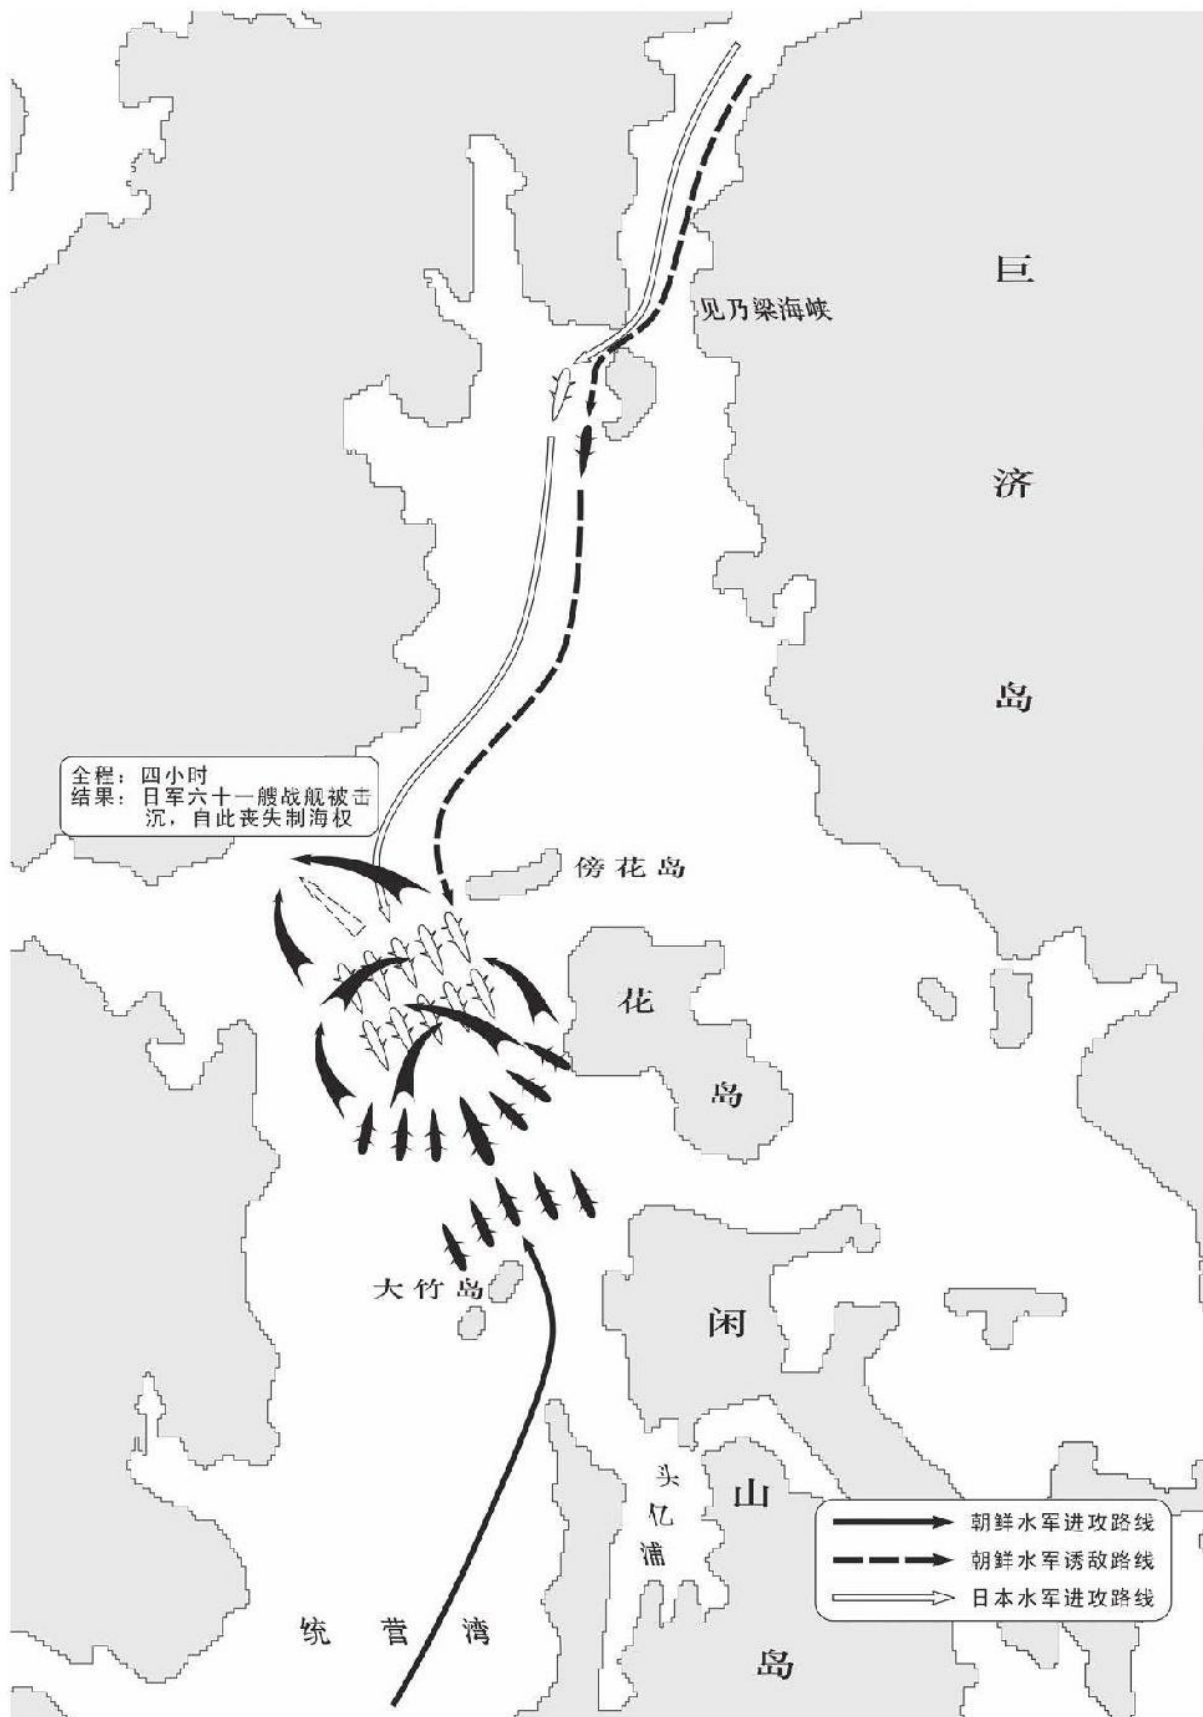 巨济岛
见乃梁海峡
全程：四小时
结果：日军六十一艘战舰被击
沉，自此丧失制海权
傍花岛
花岛
大竹岛
闲山岛
头亿浦
统营湾
朝鲜水军进攻路线
朝鲜水军诱敌路线
日本水军进攻路线